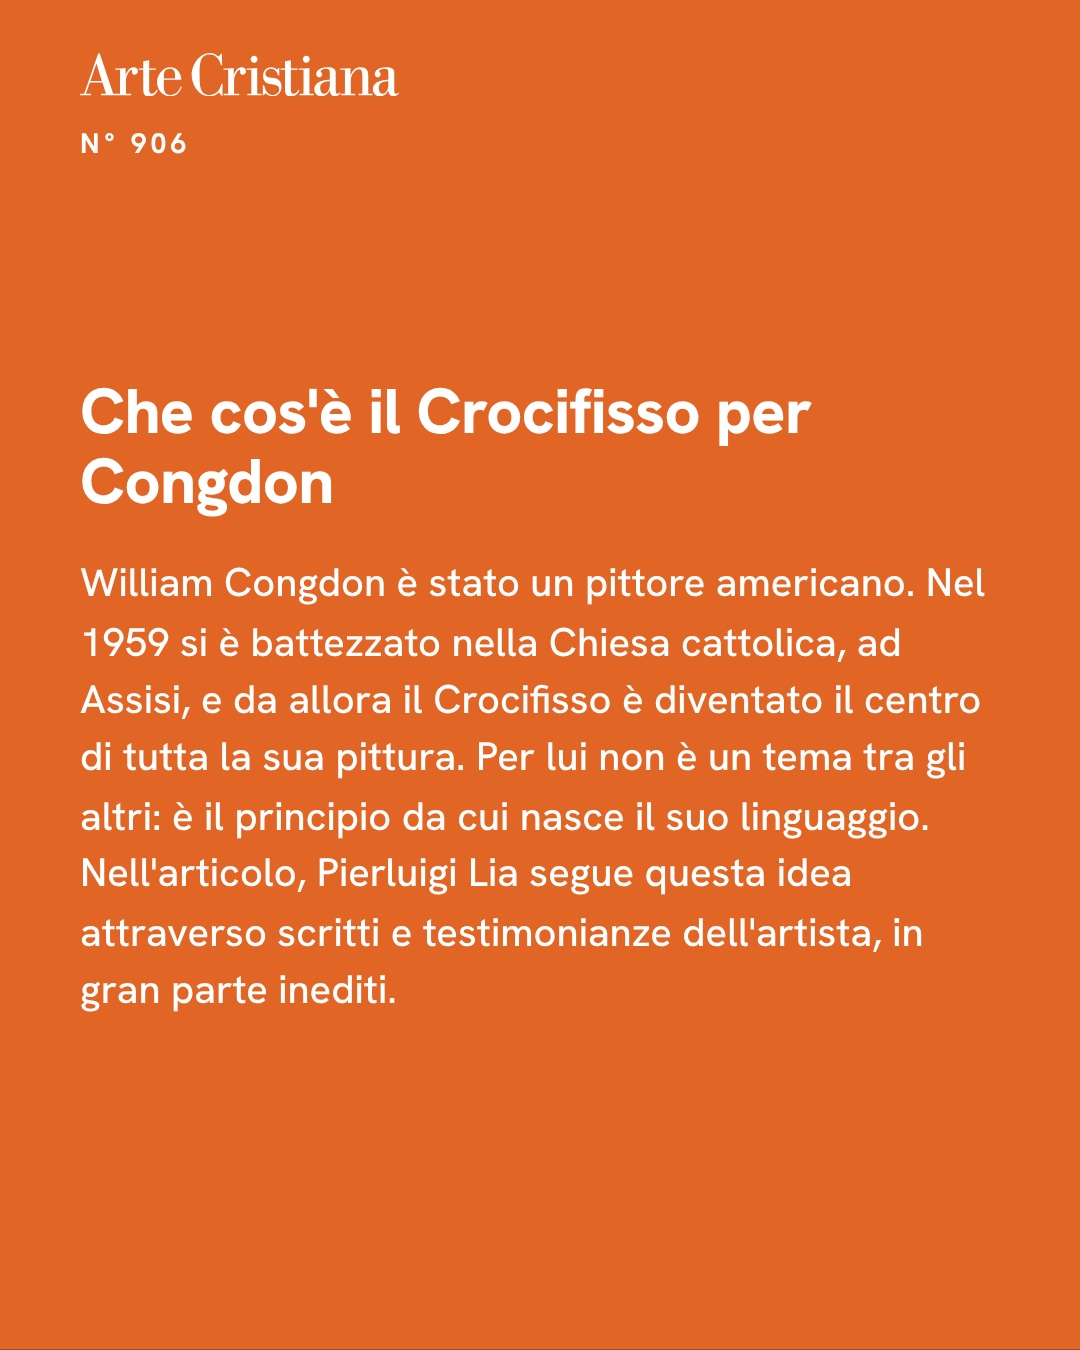 Arte Cristiana
N° 906
Che cos'è il Crocifisso per
Congdon
William Congdon è stato un pittore americano. Nel
1959 si è battezzato nella Chiesa cattolica, ad
Assisi, e da allora il Crocifisso è diventato il centro
di tutta la sua pittura. Per lui non è un tema tra gli
altri: è il principio da cui nasce il suo linguaggio.
Nell'articolo, Pierluigi Lia segue questa idea
attraverso scritti e testimonianze dell'artista, in
gran parte inediti.